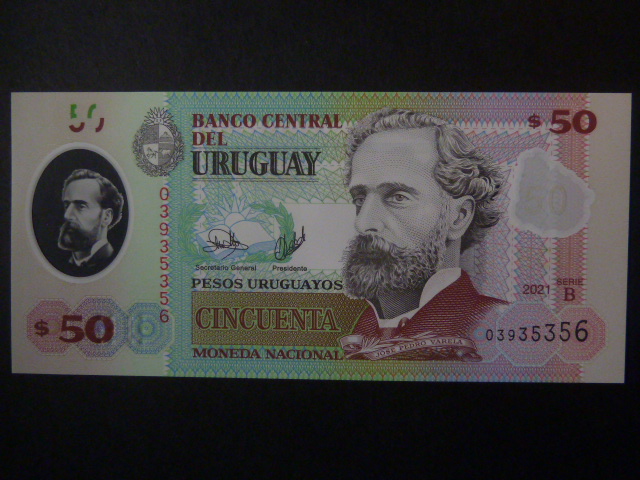 BANCO CENTRAL
DEL
URUGUAY
$ 50
50
03935356
Secretario General
Presidente
PESOS URUGUAYOS
CINCUENTA
MONEDA NACIONAL
$ 50
JOSÉ PEDRO VARELA
2021
SERIE
B
03935356